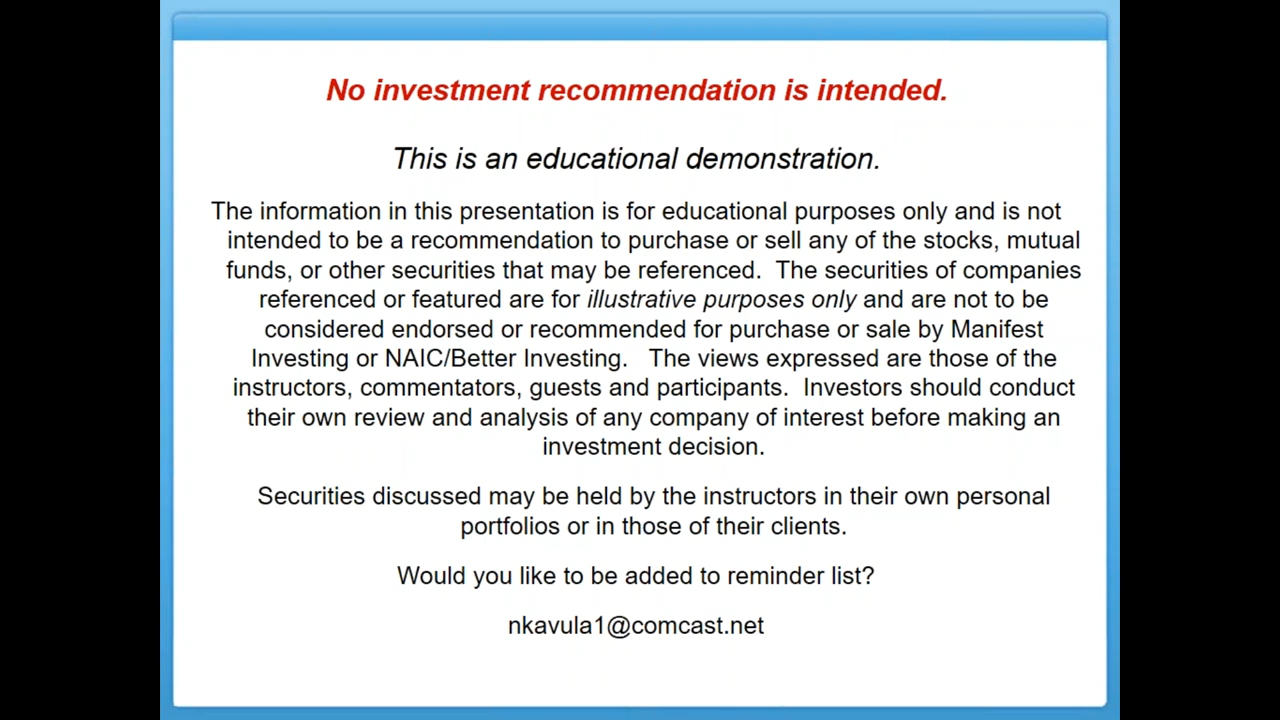 No investment recommendation is intended.
This is an educational demonstration.
The information in this presentation is for educational purposes only and is not
intended to be a recommendation to purchase or sell any of the stocks, mutual
funds, or other securities that may be referenced.  The securities of companies
referenced or featured are for illustrative purposes only and are not to be
considered endorsed or recommended for purchase or sale by Manifest
Investing or NAIC/Better Investing.   The views expressed are those of the
instructors, commentators, guests and participants.  Investors should conduct
their own review and analysis of any company of interest before making an
investment decision.
Securities discussed may be held by the instructors in their own personal
portfolios or in those of their clients.
Would you like to be added to reminder list?
nkavula1@comcast.net